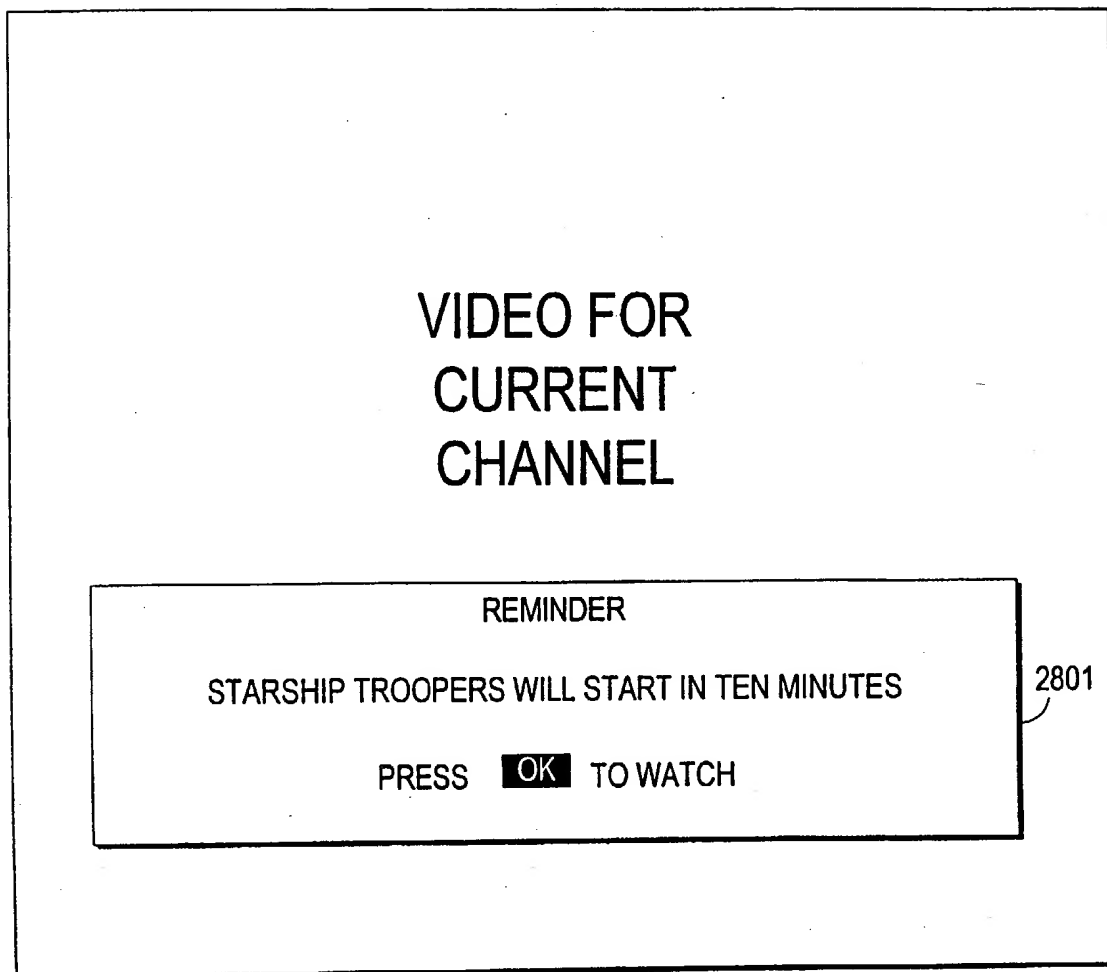 VIDEO FOR
CURRENT
CHANNEL
REMINDER
STARSHIP TROOPERS WILL START IN TEN MINUTES
2801
PRESS OK TO WATCH